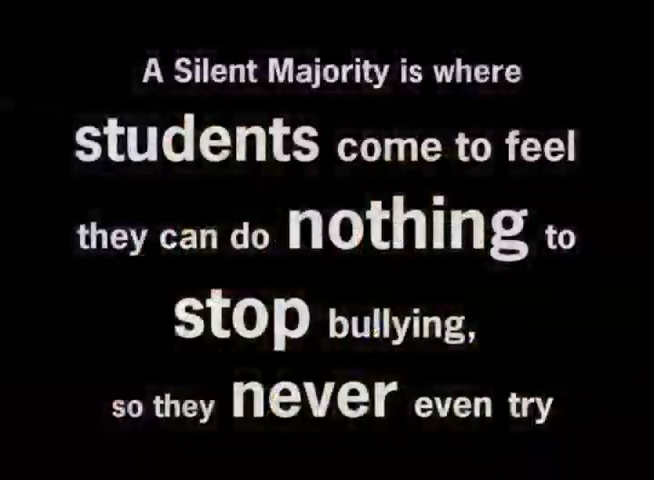 A Silent Majority is where
students come to feel
they can do nothing to
stop bullying,
so they never even try